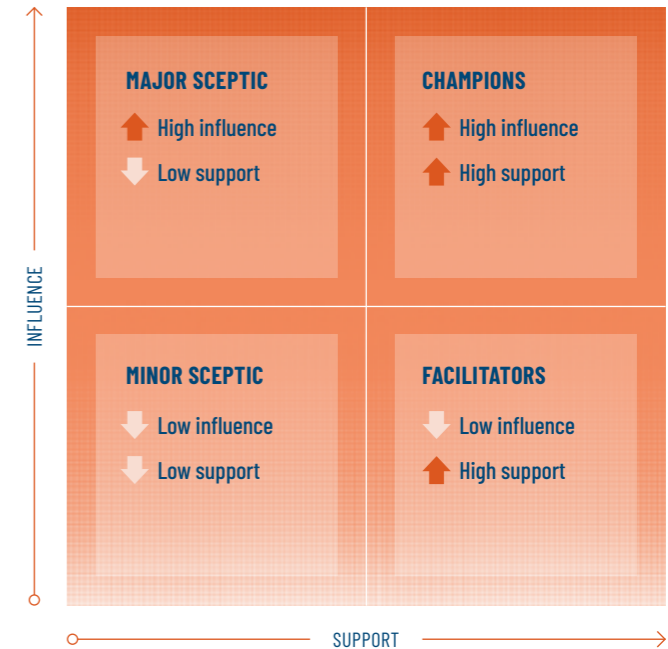 MAJOR SCEPTIC
High influence
Low support
CHAMPIONS
High influence
High support
INFLUENCE
MINOR SCEPTIC
Low influence
Low support
FACILITATORS
Low influence
High support
SUPPORT